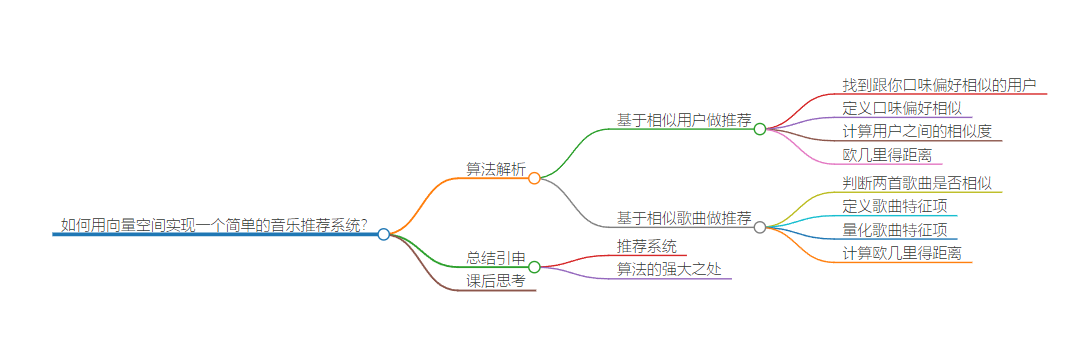 如何用向量空间实现一个简单的音乐推荐系统？
算法解析
基于相似用户做推荐
找到跟你口味偏好相似的用户
定义口味偏好相似
计算用户之间的相似度
欧几里得距离
基于相似歌曲做推荐
判断两首歌曲是否相似
定义歌曲特征项
量化歌曲特征项
计算欧几里得距离
总结引申
推荐系统
算法的强大之处
课后思考